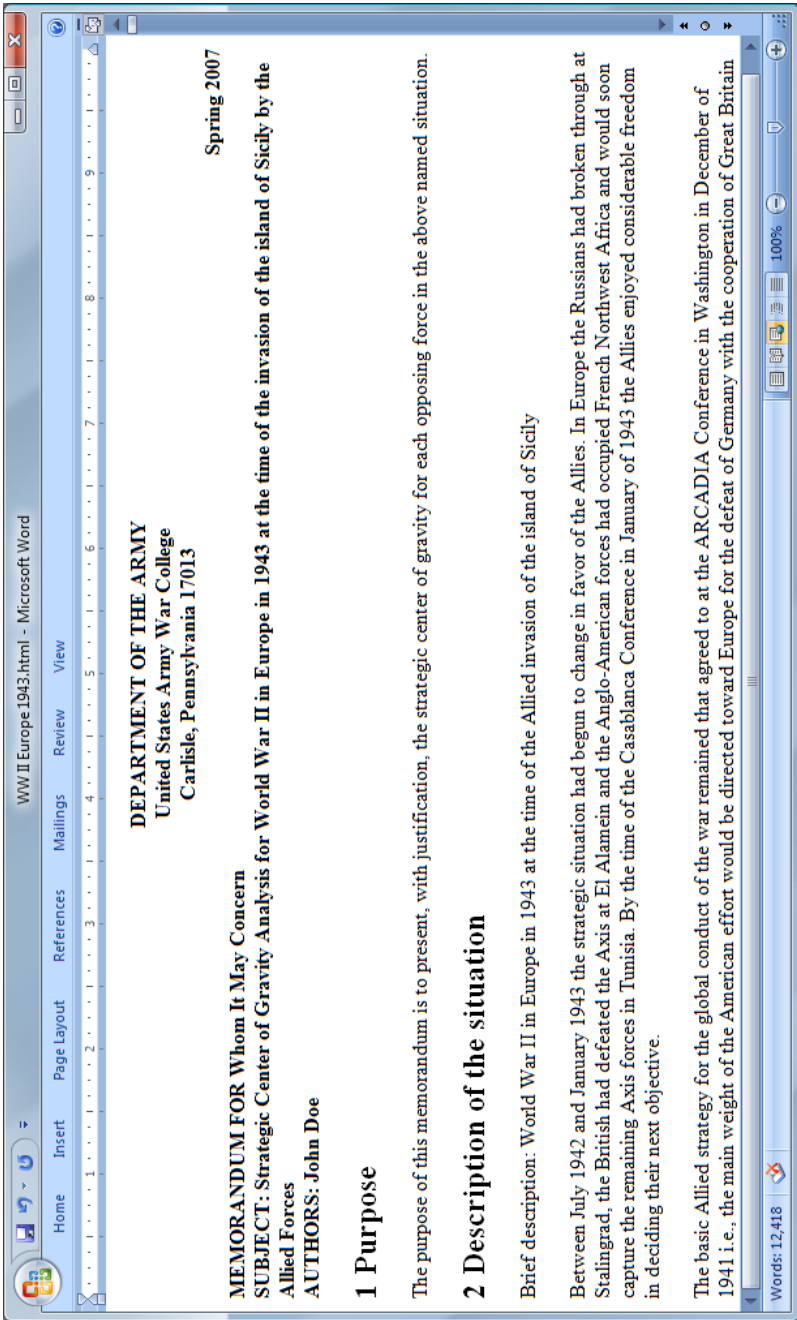 WW II Europe 1943.html - Microsoft Word
Home Insert Page Layout References Mailings Review View
1 2 3 4 5 6 7 8 9
DEPARTMENT OF THE ARMY
United States Army War College
Carlisle, Pennsylvania 17013
Spring 2007
MEMORANDUM FOR Whom It May Concern
SUBJECT: Strategic Center of Gravity Analysis for World War II in Europe in 1943 at the time of the invasion of the island of Sicily by the
Allied Forces
AUTHORS: John Doe
1 Purpose
The purpose of this memorandum is to present, with justification, the strategic center of gravity for each opposing force in the above named situation.
2 Description of the situation
Brief description: World War II in Europe in 1943 at the time of the Allied invasion of the island of Sicily
Between July 1942 and January 1943 the strategic situation had begun to change in favor of the Allies. In Europe the Russians had broken through at
Stalingrad, the British had defeated the Axis at El Alamein and the Anglo-American forces had occupied French Northwest Africa and would soon
capture the remaining Axis forces in Tunisia. By the time of the Casablanca Conference in January of 1943 the Allies enjoyed considerable freedom
in deciding their next objective.
The basic Allied strategy for the global conduct of the war remained that agreed to at the ARCADIA Conference in Washington in December of
1941 i.e., the main weight of the American effort would be directed toward Europe for the defeat of Germany with the cooperation of Great Britain
Words: 12,418 100%